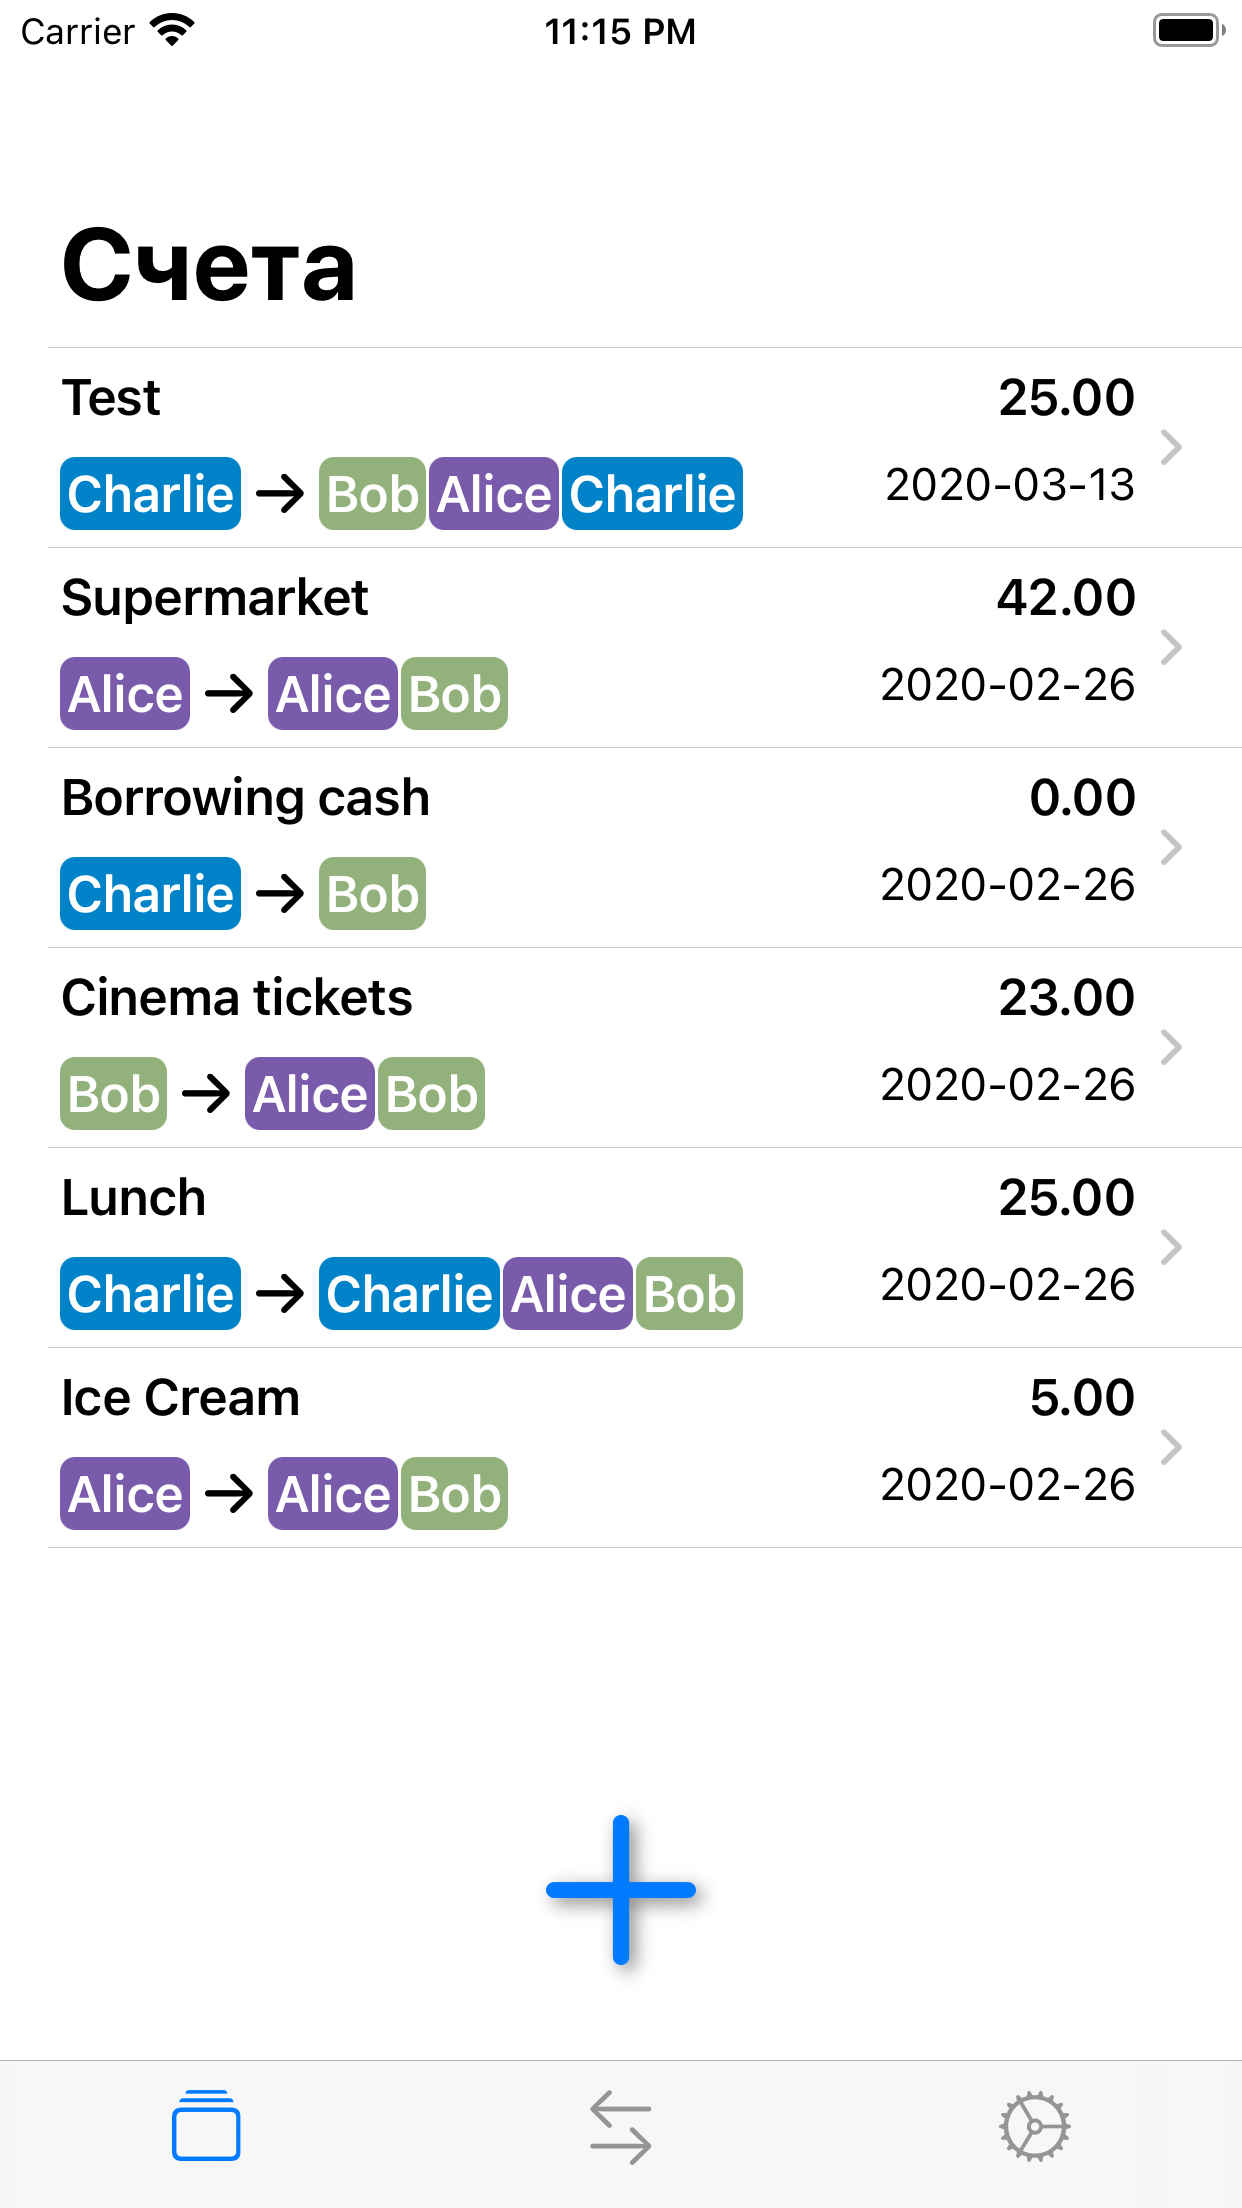 Carrier 11:15 PM
Счета
Test 25.00
Charlie → Bob Alice Charlie 2020-03-13
Supermarket 42.00
Alice → Alice Bob 2020-02-26
Borrowing cash 0.00
Charlie → Bob 2020-02-26
Cinema tickets 23.00
Bob → Alice Bob 2020-02-26
Lunch 25.00
Charlie → Charlie Alice Bob 2020-02-26
Ice Cream 5.00
Alice → Alice Bob 2020-02-26